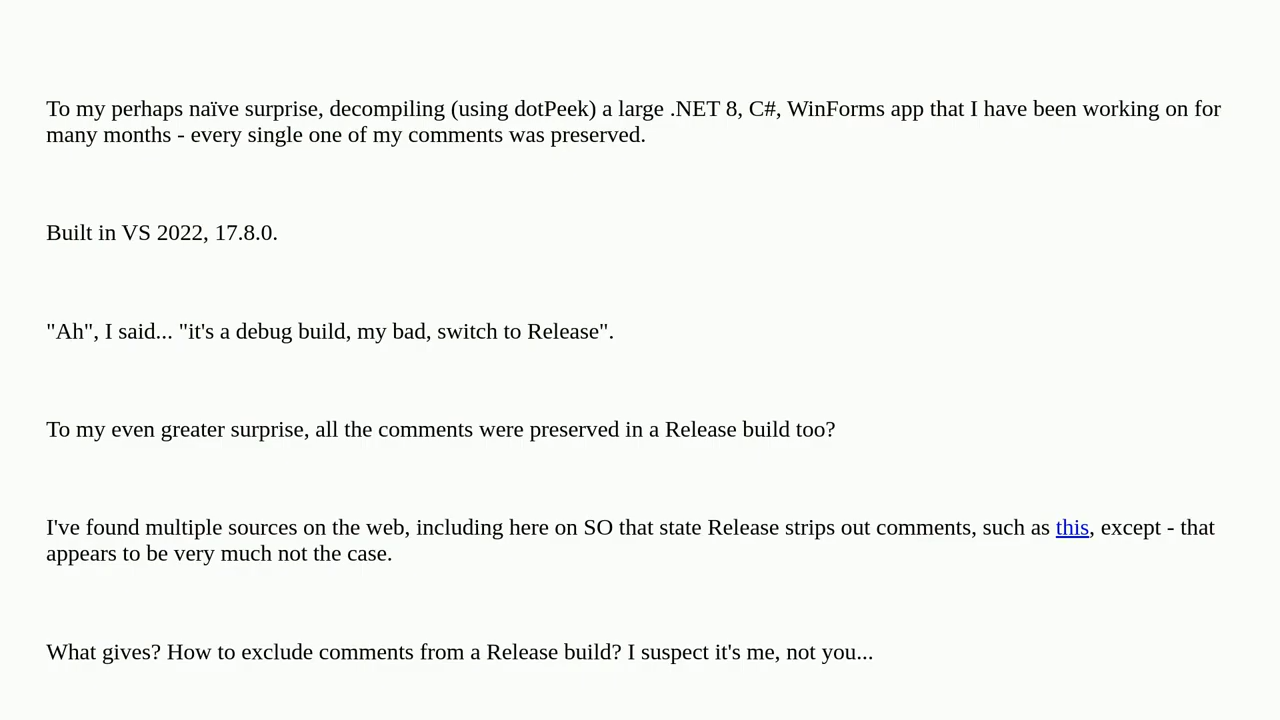 To my perhaps naïve surprise, decompiling (using dotPeek) a large .NET 8, C#, WinForms app that I have been working on for
many months - every single one of my comments was preserved.
Built in VS 2022, 17.8.0.
"Ah", I said... "it's a debug build, my bad, switch to Release".
To my even greater surprise, all the comments were preserved in a Release build too?
I've found multiple sources on the web, including here on SO that state Release strips out comments, such as this, except - that
appears to be very much not the case.
What gives? How to exclude comments from a Release build? I suspect it's me, not you...